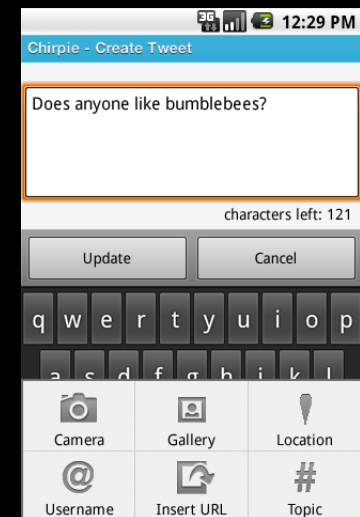 3G 12:29 PM
Chirpie - Create Tweet
Does anyone like bumblebees?
characters left: 121
Update Cancel
q w e r t y u i o p
a s d f g h j k l
Camera Gallery Location
@ #
Username Insert URL Topic